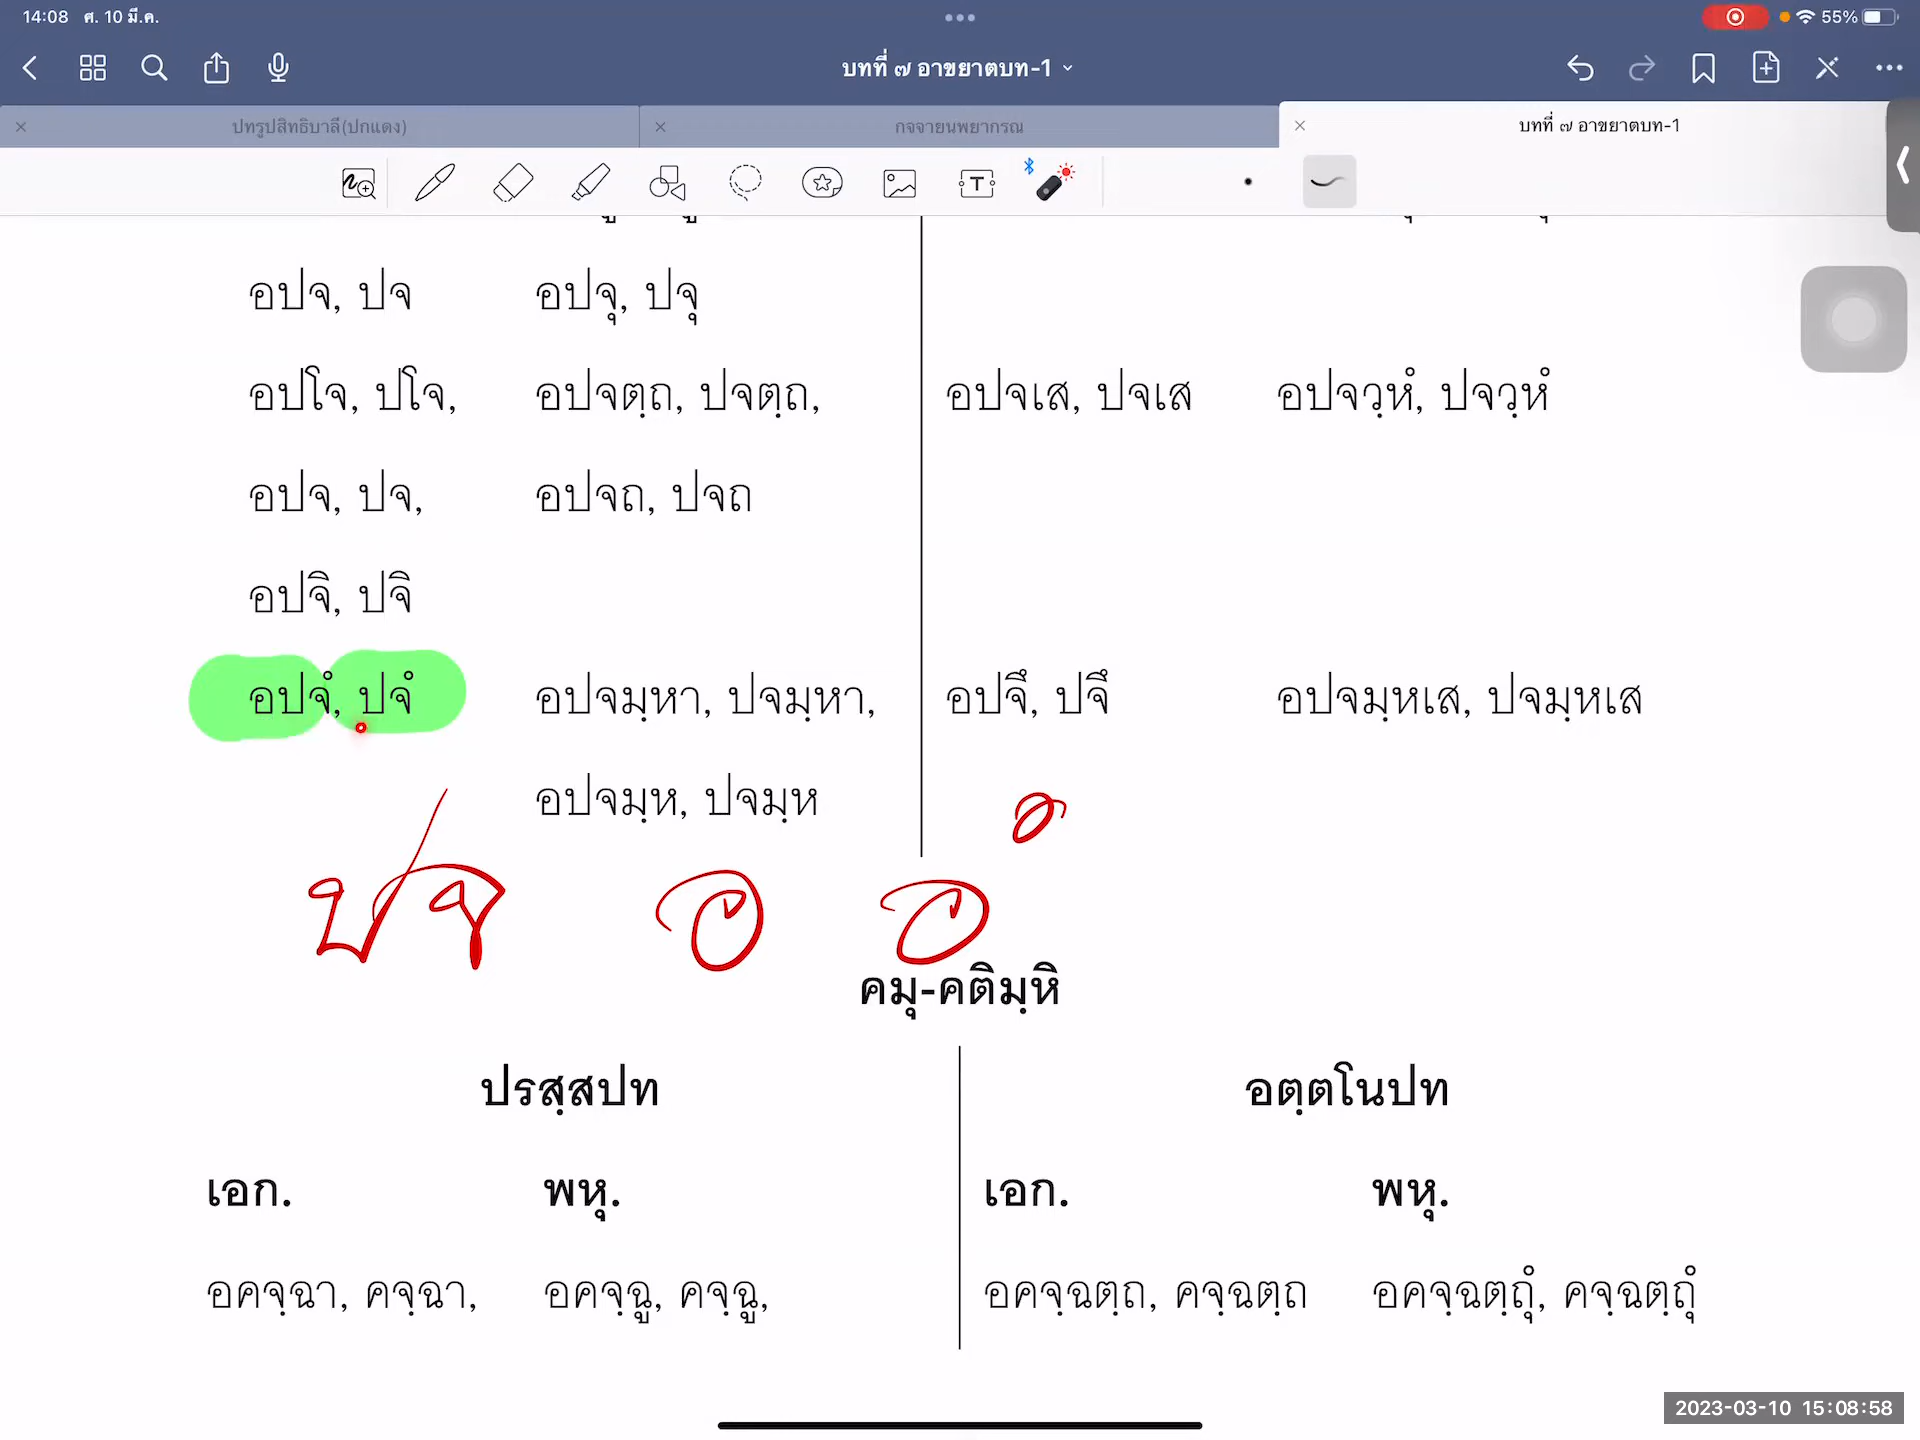 14:08 ศ. 10 มี.ค.
55%
บทที่ ๗ อาขยาตบท-1
ปทรูปสิทธิบาลี(ปกแดง)
กจจายนพยากรณ
บทที่ ๗ อาขยาตบท-1
อปจ, ปจ อปจุ, ปจุ
อปโจ, ปโจ, อปจตฺถ, ปจตฺถ, อปจเส, ปจเส อปจวฺหํ, ปจวฺหํ
อปจ, ปจ, อปจถ, ปจถ
อปจิ, ปจิ
อปจํ, ปจํ อปจมฺหา, ปจมฺหา, อปจึ, ปจึ อปจมฺหเส, ปจมฺหเส
อปจมฺห, ปจมฺห
ปจ อ อ
คมุ-คติมฺหิ
ปรสฺสปท อตฺตโนปท
เอก. พหุ. เอก. พหุ.
อคจฺฉา, คจฺฉา, อคจฺฉู, คจฺฉู, อคจฺฉตฺถ, คจฺฉตฺถ อคจฺฉตฺถุํ, คจฺฉตฺถุํ
2023-03-10 15:08:58